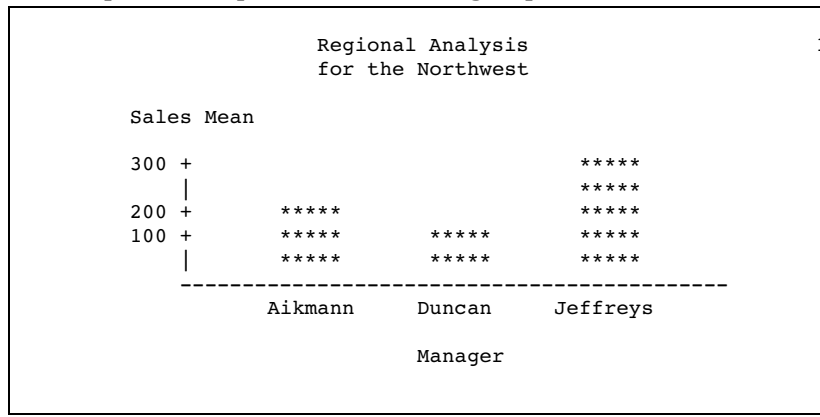 Regional Analysis
for the Northwest
Sales Mean
300 + *****
| *****
200 + ***** *****
100 + ***** ***** *****
| ***** ***** *****
--------------------------------------------
Aikmann Duncan Jeffreys
Manager